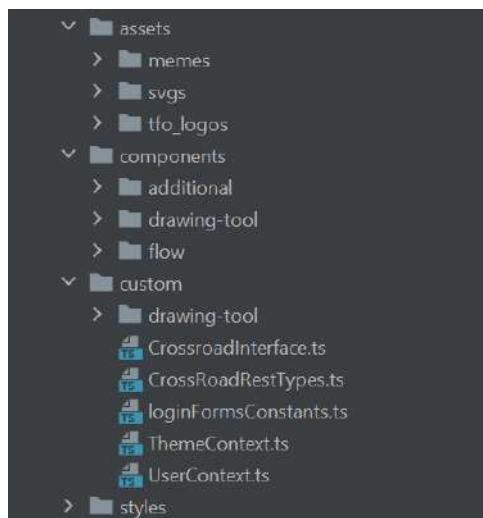 assets
memes
svgs
tfo_logos
components
additional
drawing-tool
flow
custom
drawing-tool
CrossroadInterface.ts
CrossRoadRestTypes.ts
loginFormsConstants.ts
ThemeContext.ts
UserContext.ts
styles